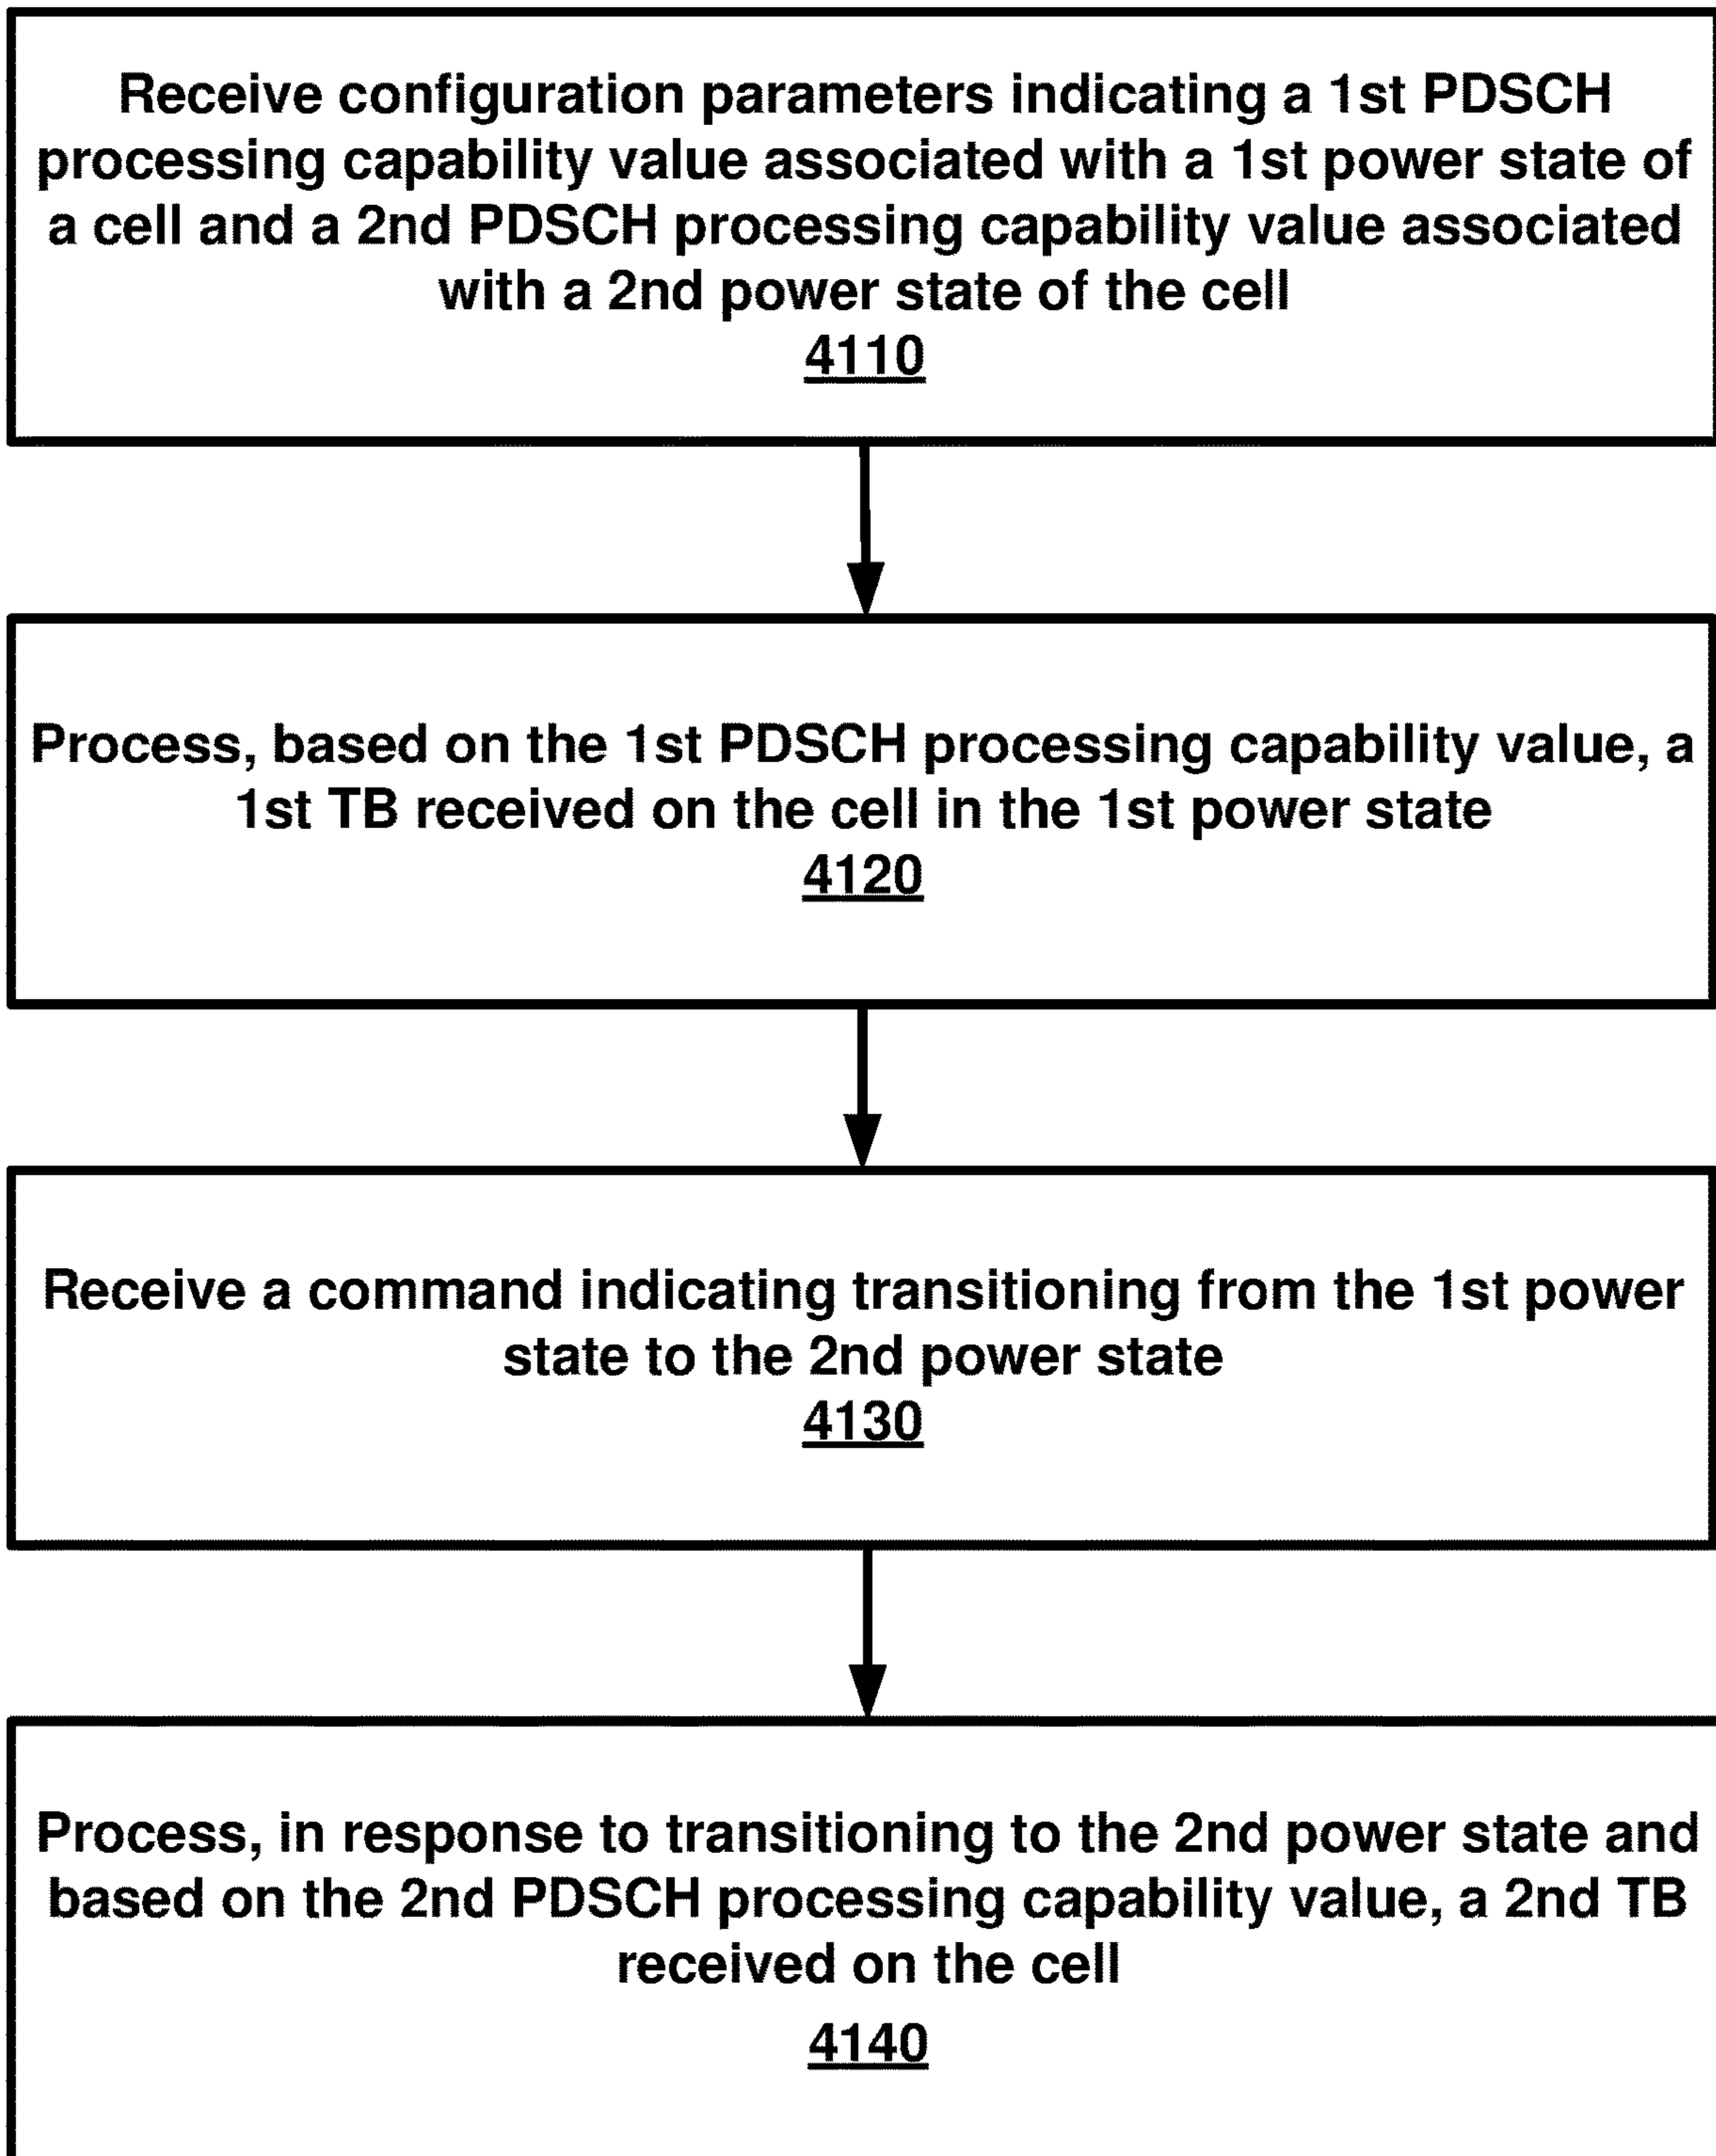 Receive configuration parameters indicating a 1st PDSCH
processing capability value associated with a 1st power state of
a cell and a 2nd PDSCH processing capability value associated
with a 2nd power state of the cell
4110
Process, based on the 1st PDSCH processing capability value, a
1st TB received on the cell in the 1st power state
4120
Receive a command indicating transitioning from the 1st power
state to the 2nd power state
4130
Process, in response to transitioning to the 2nd power state and
based on the 2nd PDSCH processing capability value, a 2nd TB
received on the cell
4140